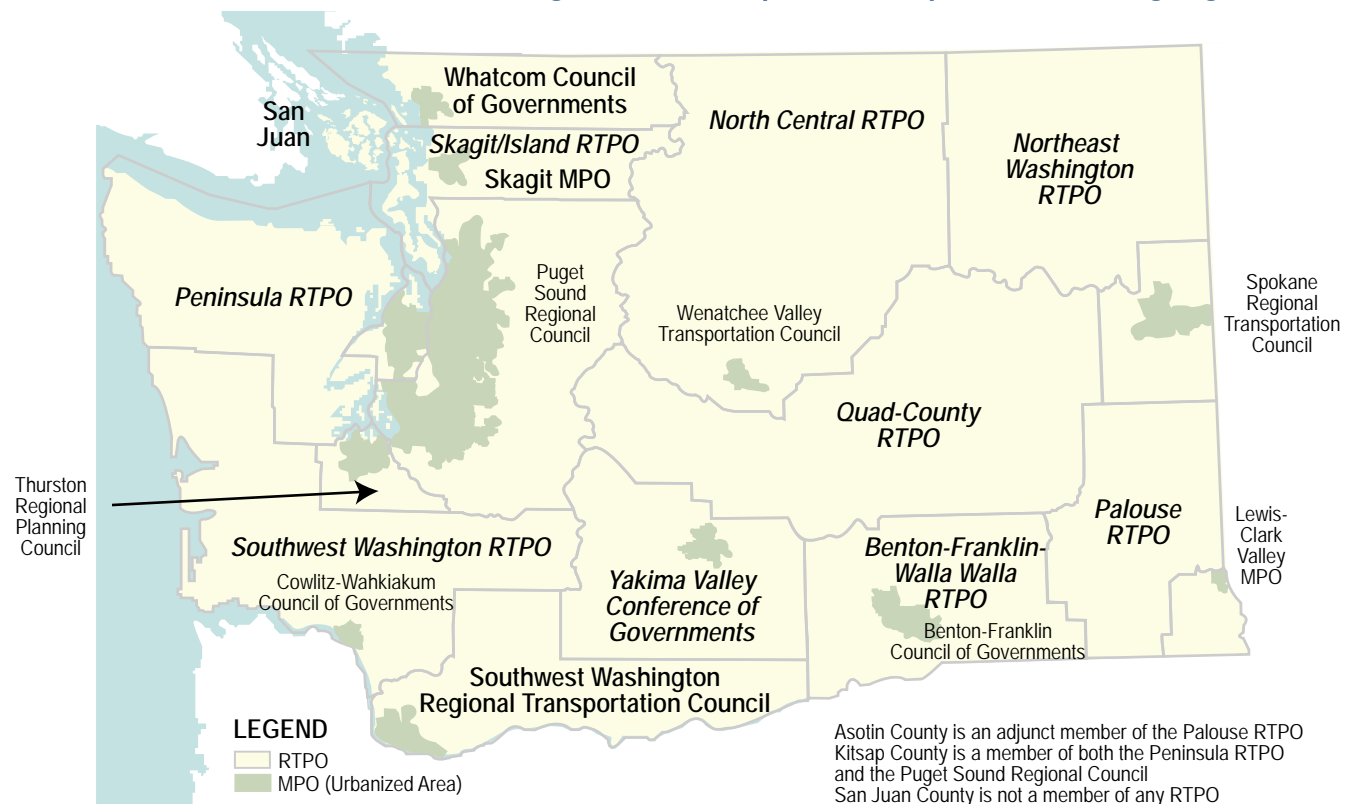 Whatcom Council
of Governments
San
Juan
North Central RTPO
Skagit/Island RTPO
Skagit MPO
Northeast
Washington
RTPO
Puget
Sound
Regional
Council
Peninsula RTPO
Wenatchee Valley
Transportation Council
Spokane
Regional
Transportation
Council
Quad-County
RTPO
Thurston
Regional
Planning
Council
Palouse
RTPO
Lewis-
Clark
Valley
MPO
Southwest Washington RTPO
Cowlitz-Wahkiakum
Council of Governments
Yakima Valley
Conference of
Governments
Benton-Franklin-
Walla Walla
RTPO
Benton-Franklin
Council of Governments
Southwest Washington
Regional Transportation Council
LEGEND
RTPO
MPO (Urbanized Area)
Asotin County is an adjunct member of the Palouse RTPO
Kitsap County is a member of both the Peninsula RTPO
and the Puget Sound Regional Council
San Juan County is not a member of any RTPO